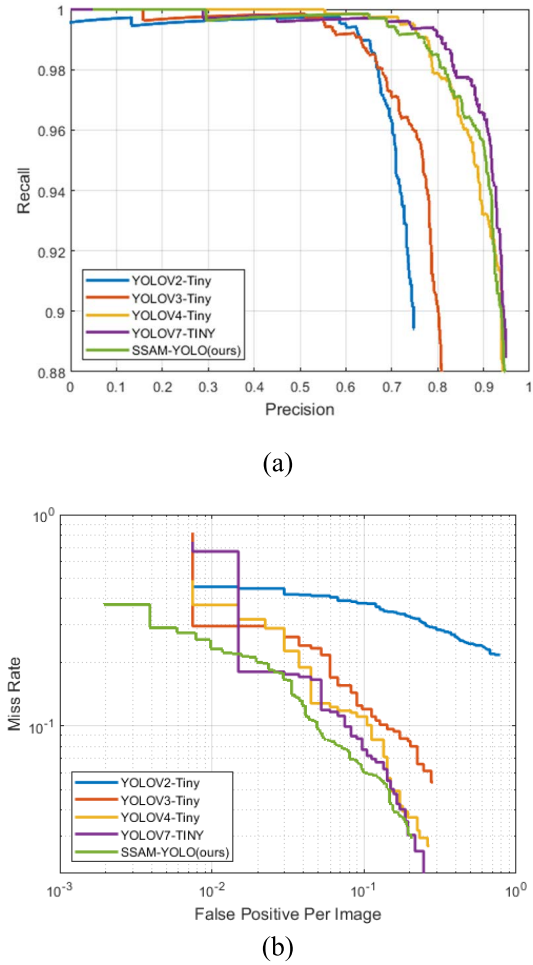 1
0.98
0.96
0.94
0.92
0.9
0.88
Recall
YOLOV2-Tiny
YOLOV3-Tiny
YOLOV4-Tiny
YOLOV7-TINY
SSAM-YOLO(ours)
0 0.1 0.2 0.3 0.4 0.5 0.6 0.7 0.8 0.9 1
Precision
(a)
10⁰
10⁻¹
Miss Rate
YOLOV2-Tiny
YOLOV3-Tiny
YOLOV4-Tiny
YOLOV7-TINY
SSAM-YOLO(ours)
10⁻³ 10⁻² 10⁻¹ 10⁰
False Positive Per Image
(b)